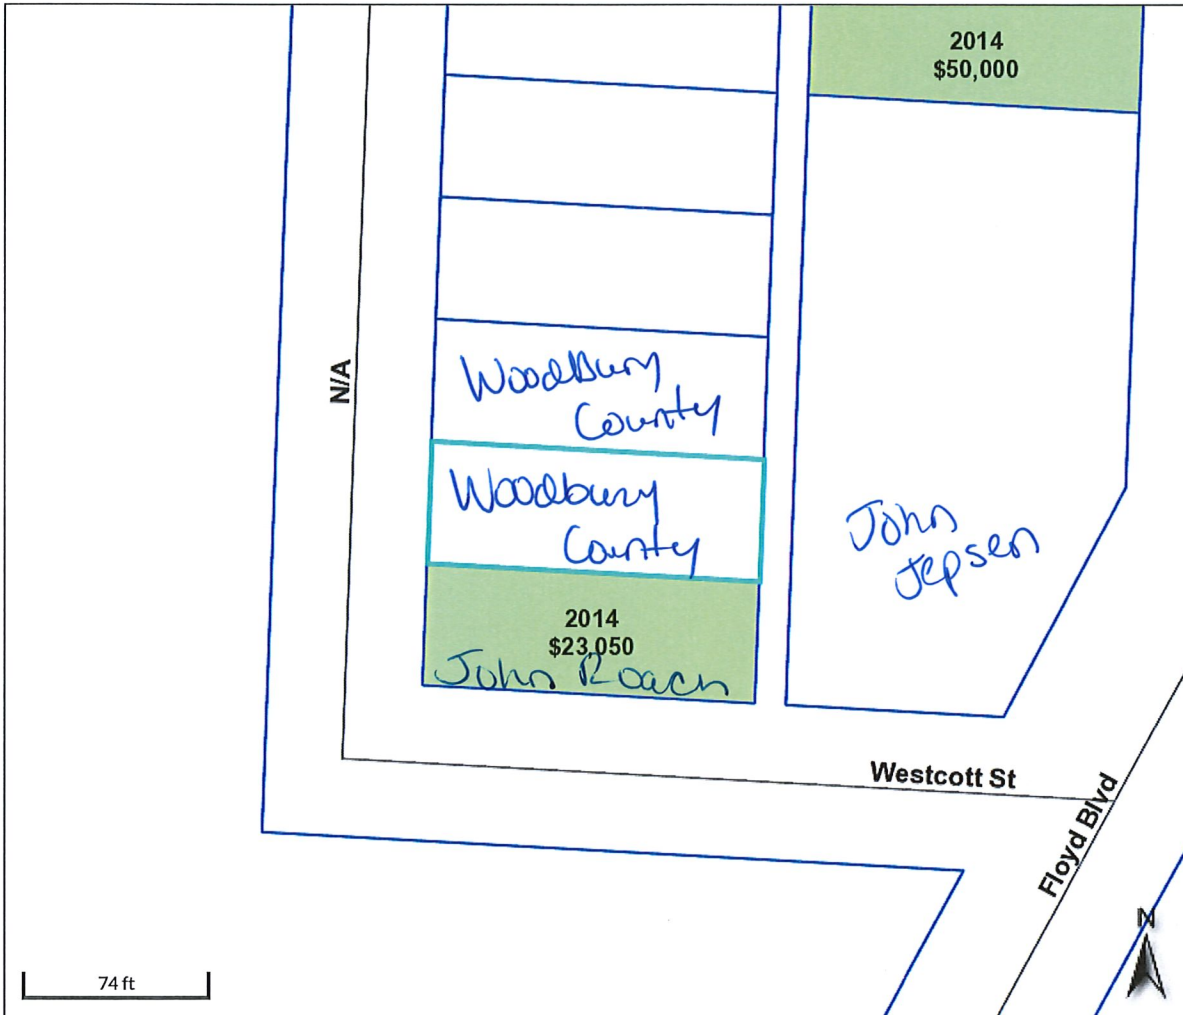 2014
$50,000
N/A
WoodBury
County
Woodbury
County
John
Jepsen
2014
$23,050
John Roach
Westcott St
Floyd Blvd
N
74 ft